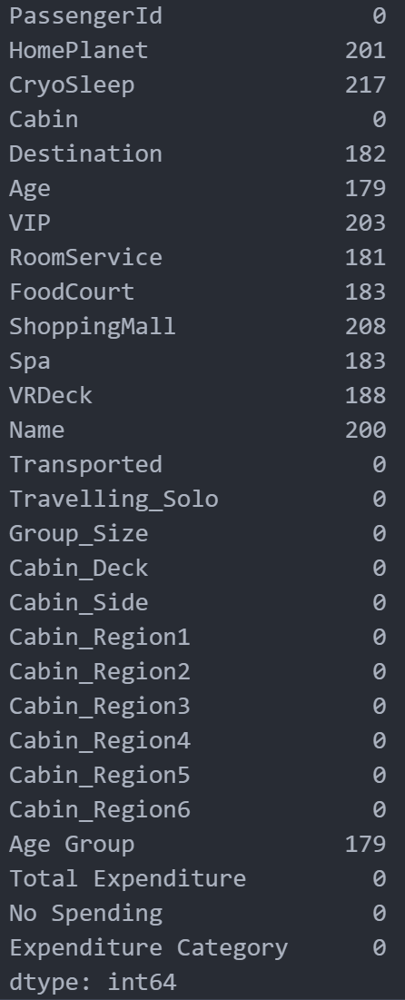 PassengerId 0
HomePlanet 201
CryoSleep 217
Cabin 0
Destination 182
Age 179
VIP 203
RoomService 181
FoodCourt 183
ShoppingMall 208
Spa 183
VRDeck 188
Name 200
Transported 0
Travelling_Solo 0
Group_Size 0
Cabin_Deck 0
Cabin_Side 0
Cabin_Region1 0
Cabin_Region2 0
Cabin_Region3 0
Cabin_Region4 0
Cabin_Region5 0
Cabin_Region6 0
Age Group 179
Total Expenditure 0
No Spending 0
Expenditure Category 0
dtype: int64